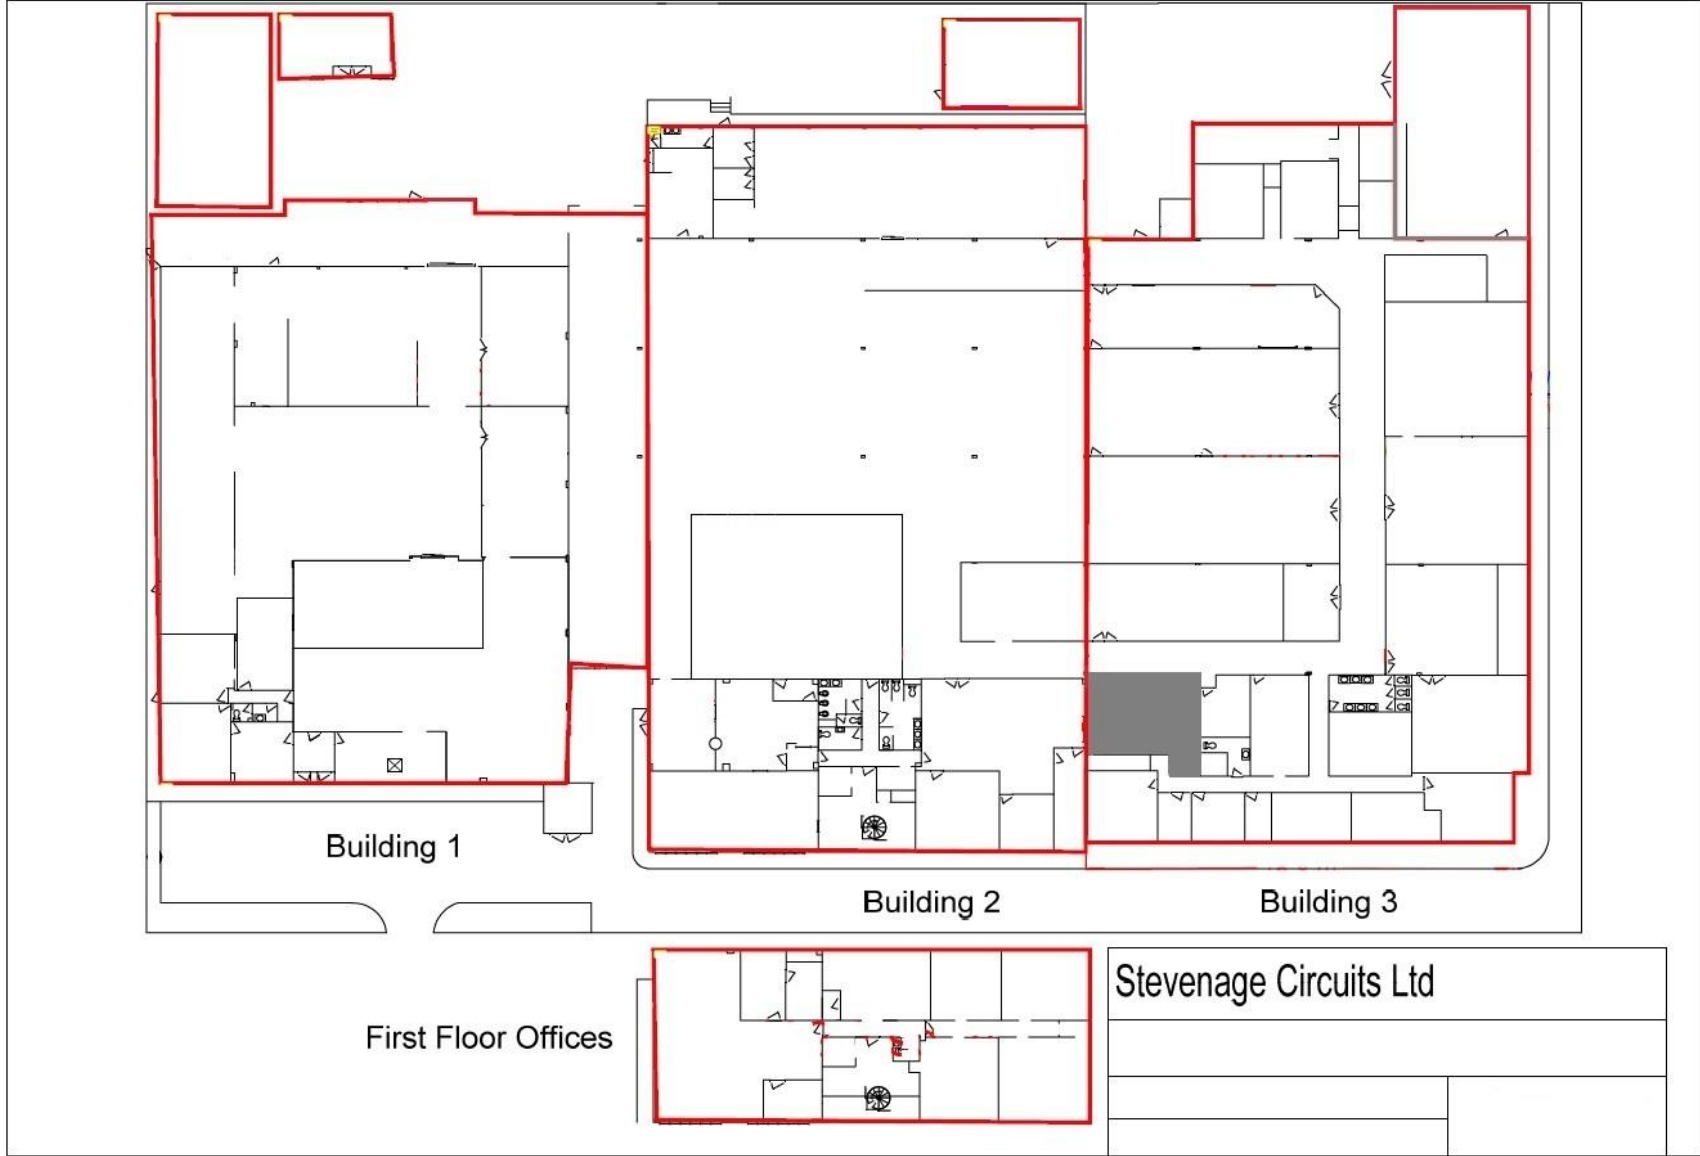 Building 1
Building 2
Building 3
Stevenage Circuits Ltd
First Floor Offices